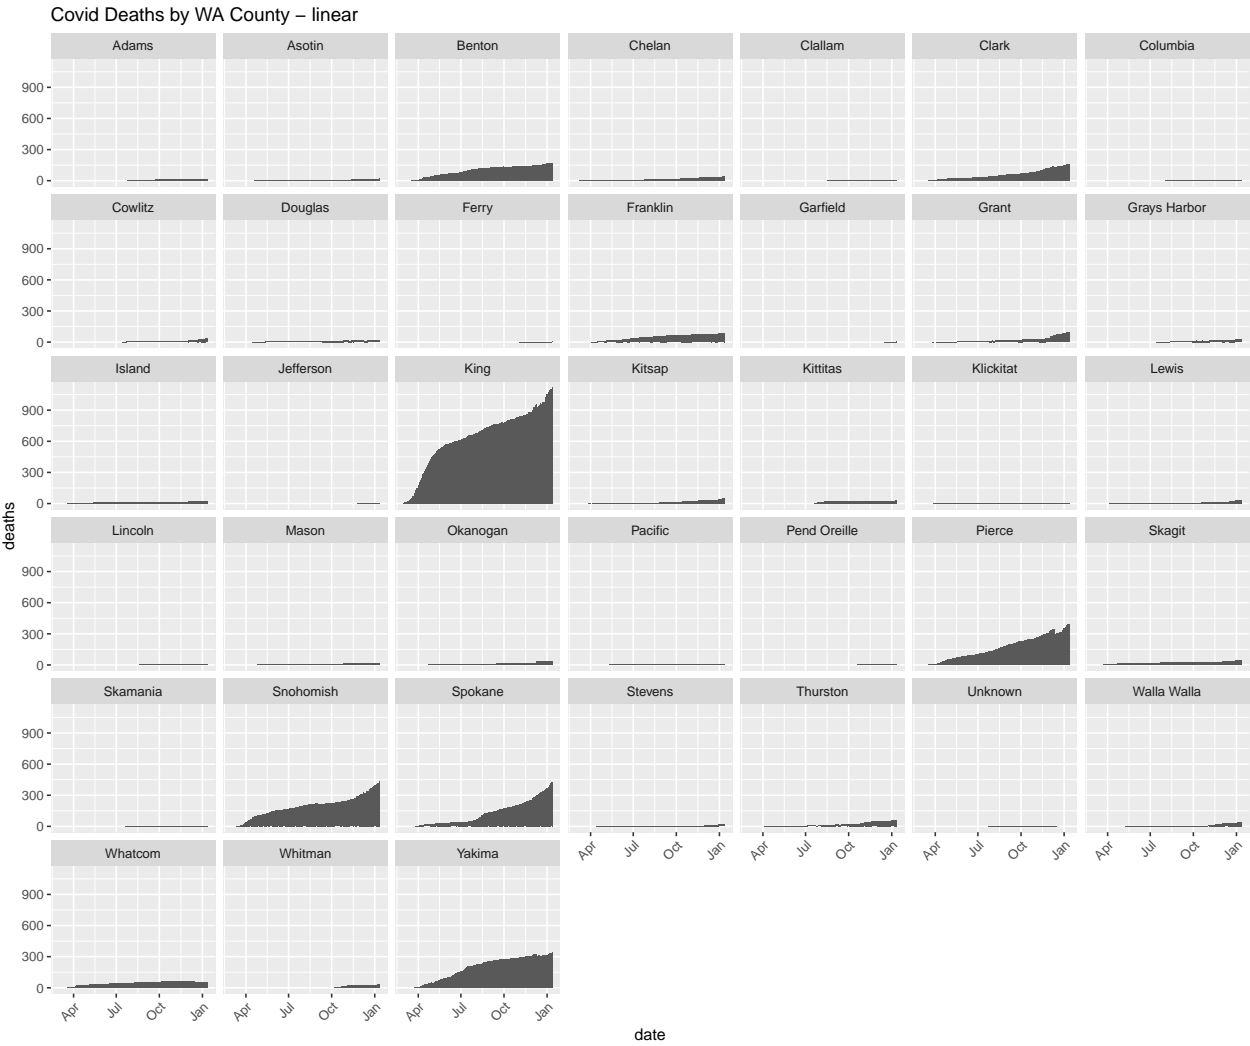 Covid Deaths by WA County – linear
Adams Asotin Benton Chelan Clallam Clark Columbia
900
600
300
0
Cowlitz Douglas Ferry Franklin Garfield Grant Grays Harbor
900
600
300
0
Island Jefferson King Kitsap Kittitas Klickitat Lewis
900
600
300
0
deaths
Lincoln Mason Okanogan Pacific Pend Oreille Pierce Skagit
900
600
300
0
Skamania Snohomish Spokane Stevens Thurston Unknown Walla Walla
900
600
300
0
Apr Jul Oct Jan Apr Jul Oct Jan Apr Jul Oct Jan Apr Jul Oct Jan
Whatcom Whitman Yakima
900
600
300
0
Apr Jul Oct Jan Apr Jul Oct Jan Apr Jul Oct Jan
date